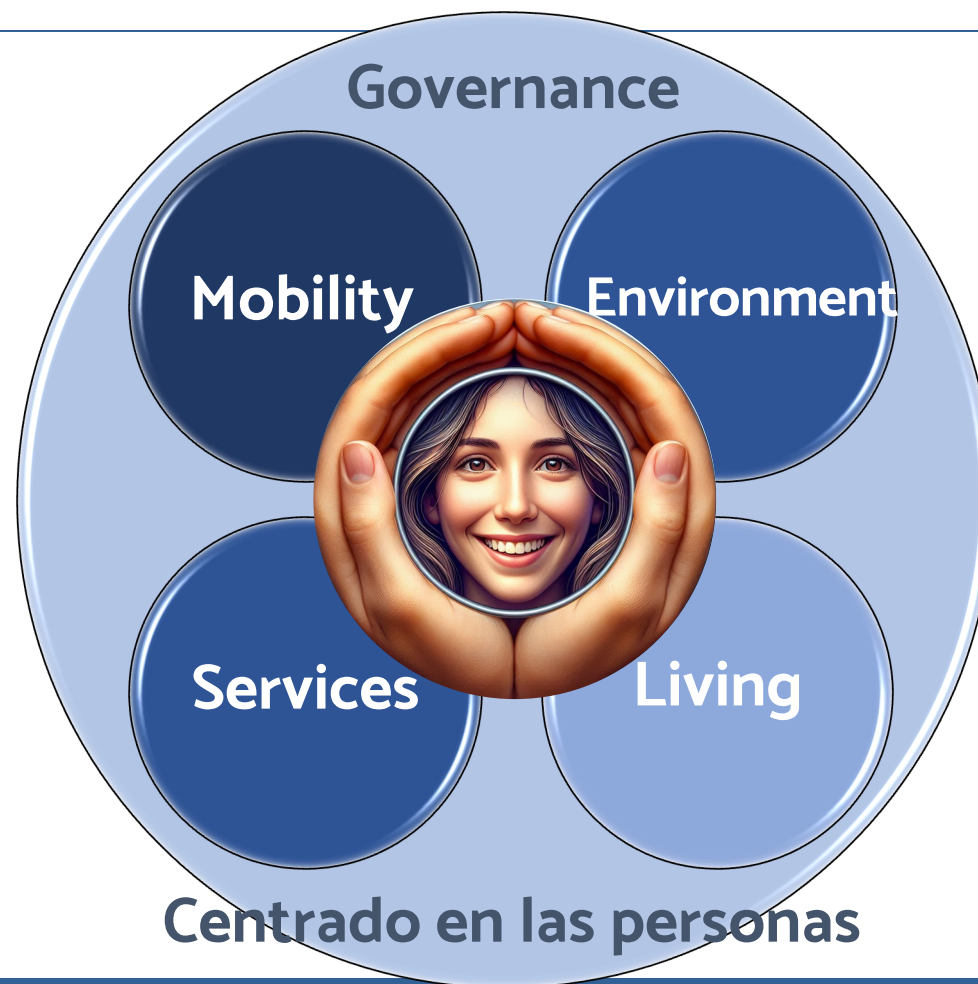 Governance
Mobility
Environment
Services
Living
Centrado en las personas